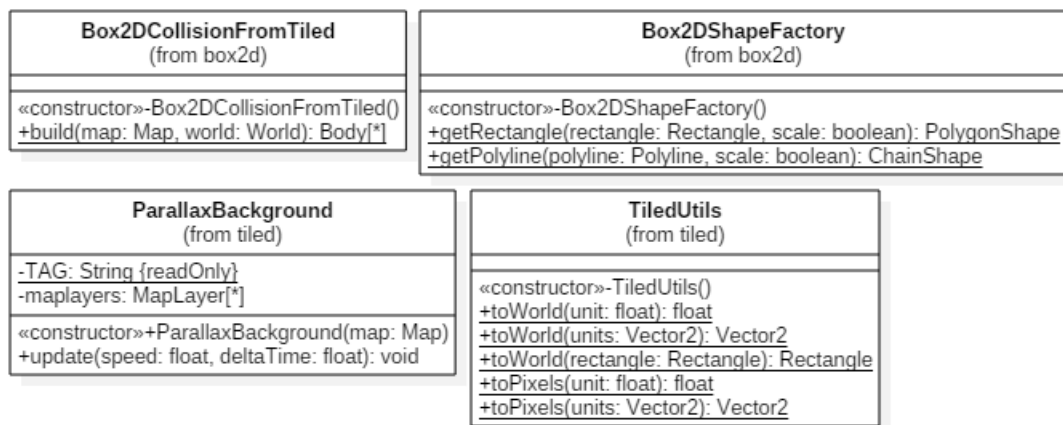 Box2DCollisionFromTiled
(from box2d)
«constructor»-Box2DCollisionFromTiled()
+build(map: Map, world: World): Body[*]
Box2DShapeFactory
(from box2d)
«constructor»-Box2DShapeFactory()
+getRectangle(rectangle: Rectangle, scale: boolean): PolygonShape
+getPolyline(polyline: Polyline, scale: boolean): ChainShape
ParallaxBackground
(from tiled)
-TAG: String {readOnly}
-maplayers: MapLayer[*]
«constructor»+ParallaxBackground(map: Map)
+update(speed: float, deltaTime: float): void
TiledUtils
(from tiled)
«constructor»-TiledUtils()
+toWorld(unit: float): float
+toWorld(units: Vector2): Vector2
+toWorld(rectangle: Rectangle): Rectangle
+toPixels(unit: float): float
+toPixels(units: Vector2): Vector2